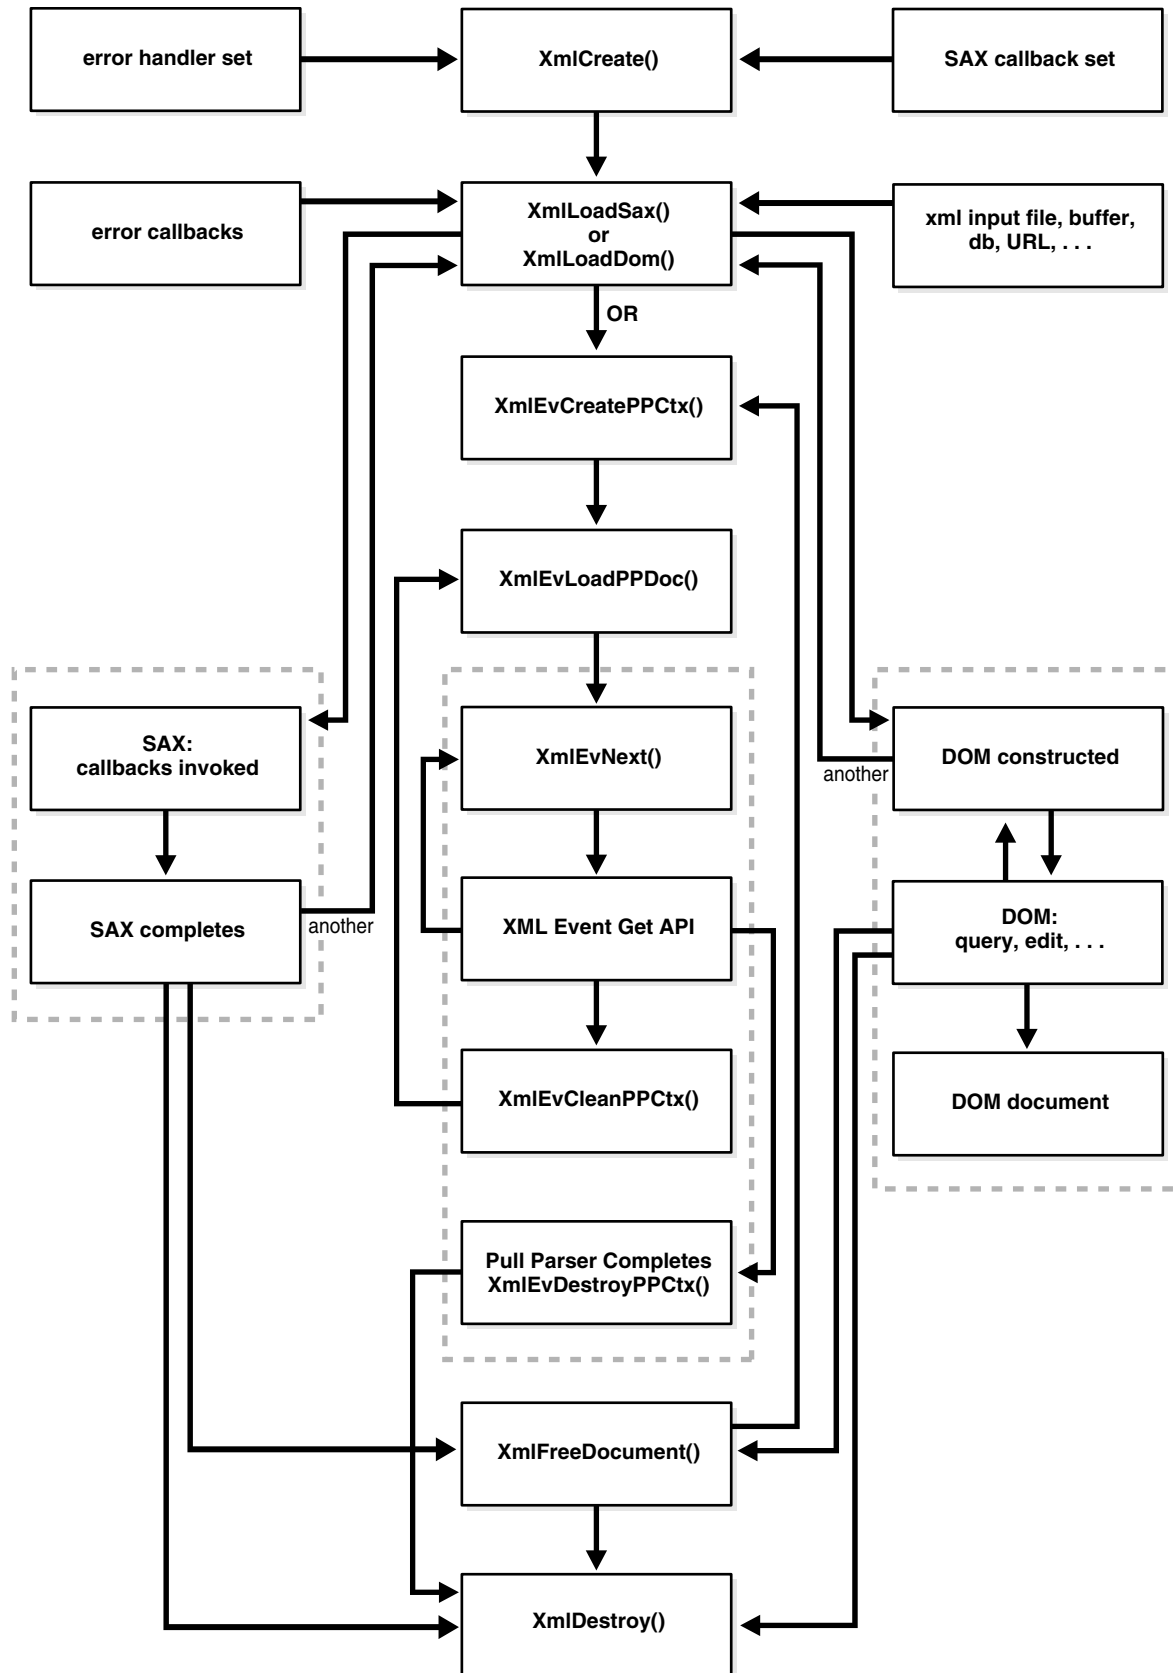 error handler set
XmlCreate()
SAX callback set
error callbacks
XmlLoadSax()
or
XmlLoadDom()
xml input file, buffer,
db, URL, . . .
OR
XmlEvCreatePPCtx()
XmlEvLoadPPDoc()
SAX:
callbacks invoked
XmlEvNext()
another
DOM constructed
SAX completes
another
XML Event Get API
DOM:
query, edit, . . .
XmlEvCleanPPCtx()
DOM document
Pull Parser Completes
XmlEvDestroyPPCtx()
XmlFreeDocument()
XmlDestroy()